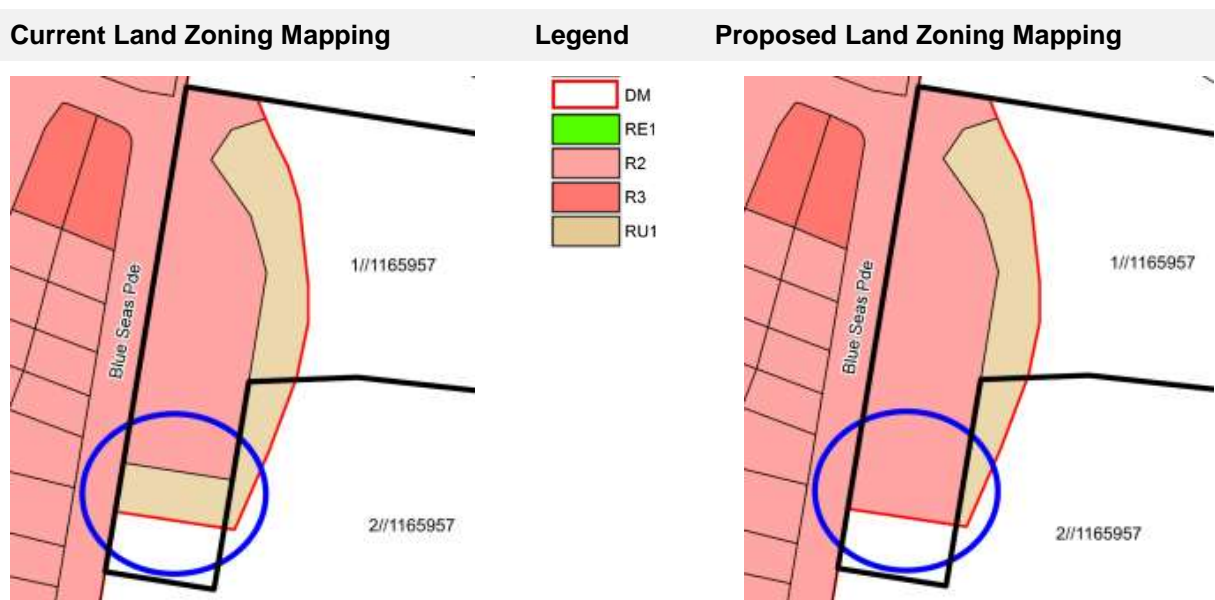 Current Land Zoning Mapping
Legend
Proposed Land Zoning Mapping
DM
RE1
R2
R3
RU1
Blue Seas Pde
1//1165957
2//1165957
Blue Seas Pde
1//1165957
2//1165957